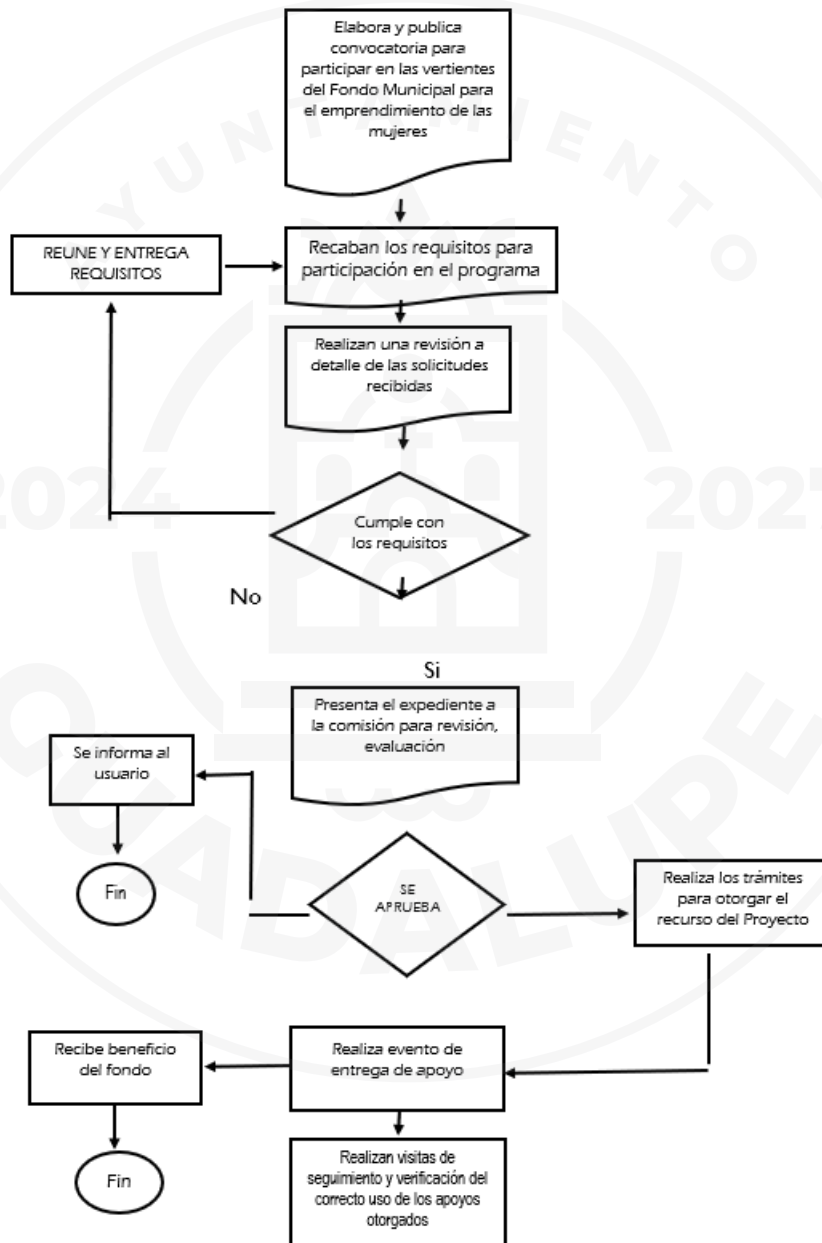 Elabora y publica
convocatoria para
participar en las vertientes
del Fondo Municipal para
el emprendimiento de las
mujeres
AYUNTAMIENTO
REUNE Y ENTREGA
REQUISITOS
Recaban los requisitos para
participación en el programa
Realizan una revisión a
detalle de las solicitudes
recibidas
2024
2027
Cumple con
los requisitos
No
Si
Presenta el expediente a
la comisión para revisión,
evaluación
Se informa al
usuario
Fin
SE
APRUEBA
Realiza los trámites
para otorgar el
recurso del Proyecto
GUADALUPE
Recibe beneficio
del fondo
Realiza evento de
entrega de apoyo
Fin
Realizan visitas de
seguimiento y verificación del
correcto uso de los apoyos
otorgados